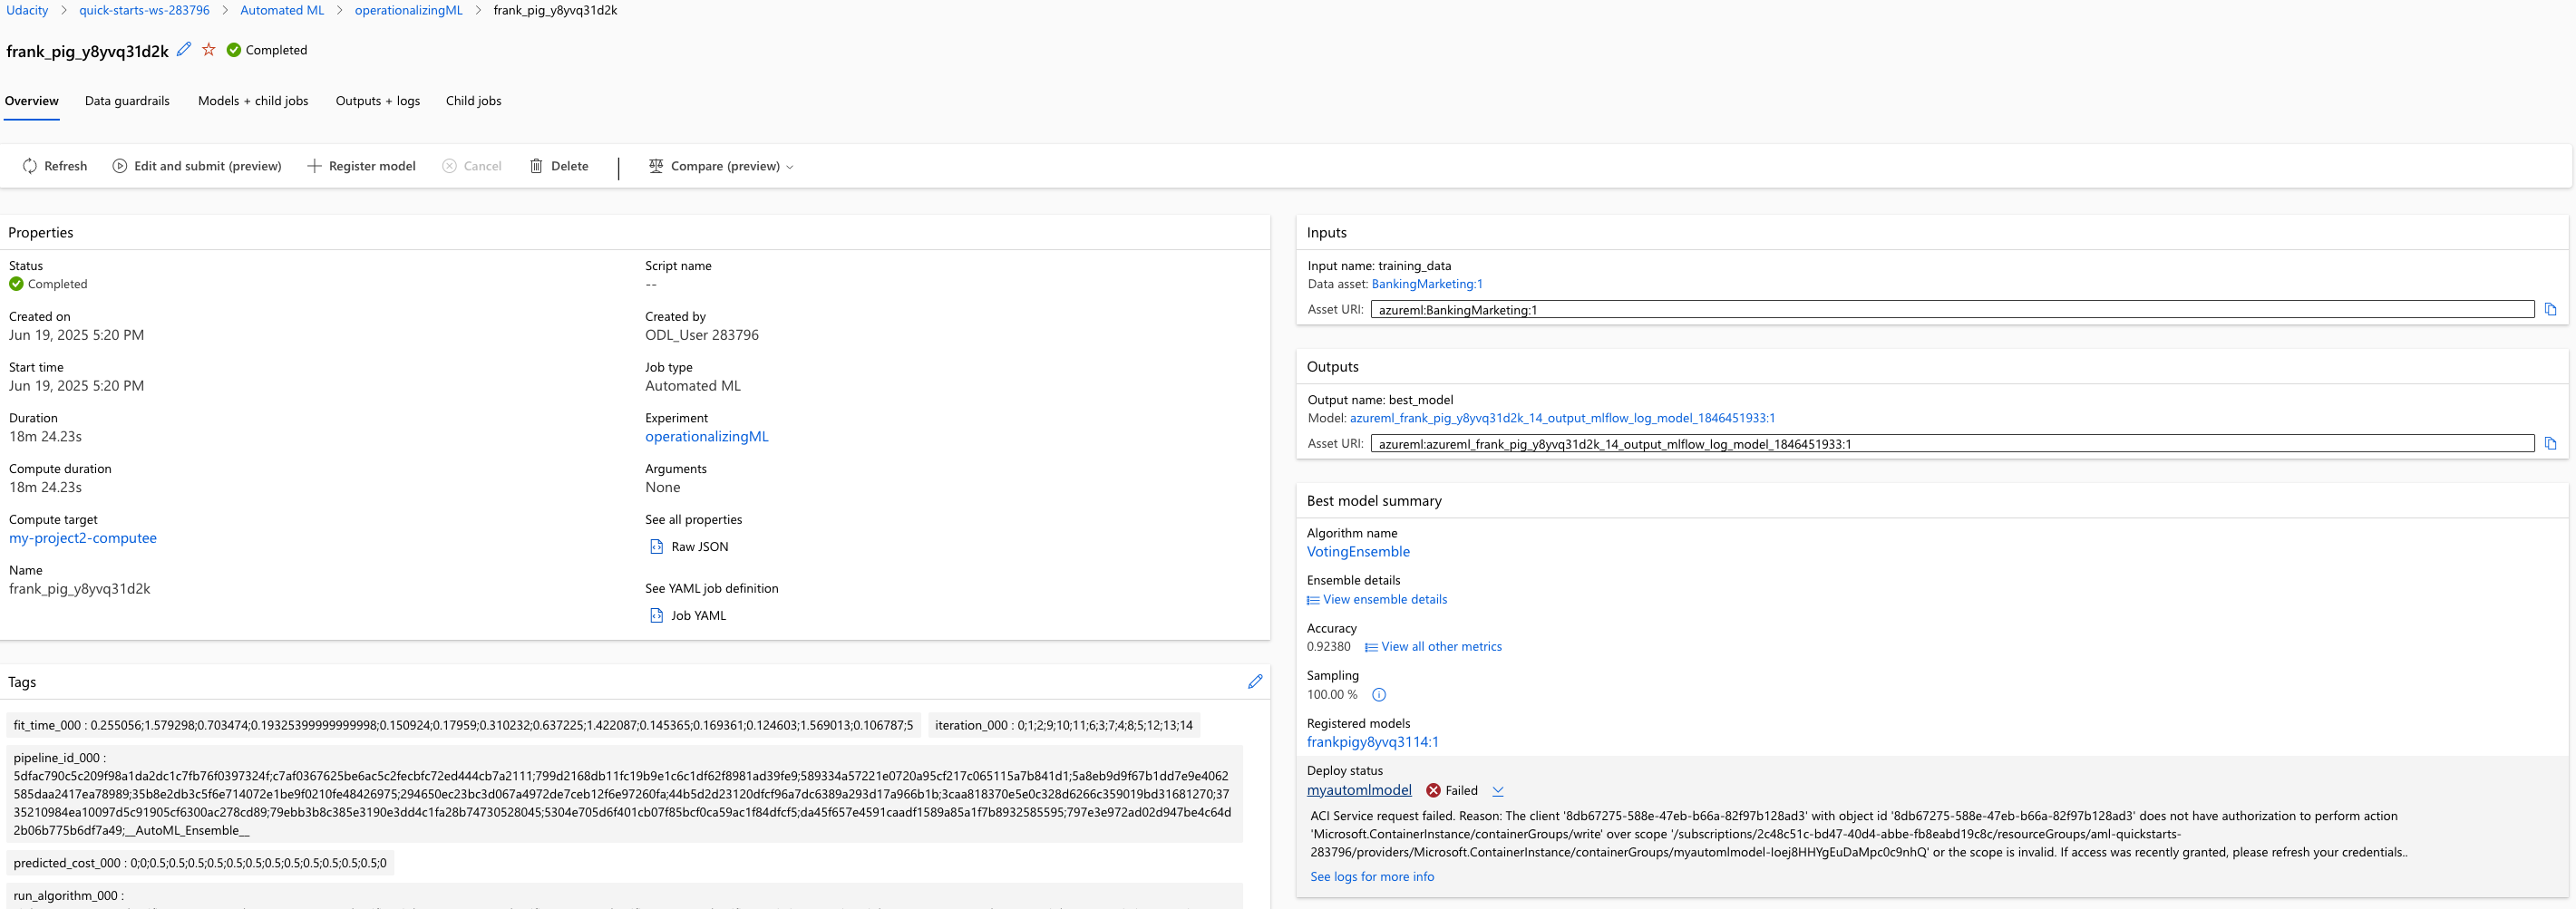 Udacity > quick-starts-ws-283796 > Automated ML > operationalizingML > frank_pig_y8yvq31d2k
frank_pig_y8yvq31d2k Completed
Overview Data guardrails Models + child jobs Outputs + logs Child jobs
Refresh Edit and submit (preview) Register model Cancel Delete Compare (preview)
Properties
Status
Completed
Created on
Jun 19, 2025 5:20 PM
Start time
Jun 19, 2025 5:20 PM
Duration
18m 24.23s
Compute duration
18m 24.23s
Compute target
my-project2-computee
Name
frank_pig_y8yvq31d2k
Script name
--
Created by
ODL_User 283796
Job type
Automated ML
Experiment
operationalizingML
Arguments
None
See all properties
Raw JSON
See YAML job definition
Job YAML
Tags
fit_time_000 : 0.255056;1.579298;0.703474;0.19325399999999998;0.150924;0.17959;0.310232;0.637225;1.422087;0.145365;0.169361;0.124603;1.569013;0.106787;5
iteration_000 : 0;1;2;9;10;11;6;3;7;4;8;5;12;13;14
pipeline_id_000 :
5dfac790c5c209f98a1da2dc1c7fb76f0397324f;c7af0367625be6ac5c2fecbfc72ed444cb7a2111;799d2168db11fc19b9e1c6c1df62f8981ad39fe9;589334a57221e0720a95cf217c065115a7b841d1;5a8eb9d9f67b1dd7e9e4062
585daa2417ea78989;35b8e2db3c5f6e714072e1be9f0210fe48426975;294650ec23bc3d067a4972de7ceb12f6e97260fa;44b5d2d23120dfcf96a7dc6389a293d17a966b1b;3caa818370e5e0c328d6266c359019bd31681270;37
35210984ea10097d5c91905cf6300ac278cd89;79ebb3b8c385e3190e3dd4c1fa28b74730528045;5304e705d6f401cb07f85bcf0ca59ac1f84dfcf5;da45f657e4591caadf1589a85a1f7b8932585595;797e3e972ad02d947be4c64d
2b06b775b6df7a49;__AutoML_Ensemble__
predicted_cost_000 : 0;0;0.5;0.5;0.5;0.5;0.5;0.5;0.5;0.5;0.5;0.5;0.5;0.5;0
run_algorithm_000 :
Inputs
Input name: training_data
Data asset: BankingMarketing:1
Asset URI: azureml:BankingMarketing:1
Outputs
Output name: best_model
Model: azureml_frank_pig_y8yvq31d2k_14_output_mlflow_log_model_1846451933:1
Asset URI: azureml:azureml_frank_pig_y8yvq31d2k_14_output_mlflow_log_model_1846451933:1
Best model summary
Algorithm name
VotingEnsemble
Ensemble details
View ensemble details
Accuracy
0.92380 View all other metrics
Sampling
100.00 %
Registered models
frankpigy8yvq3114:1
Deploy status
myautomlmodel Failed
ACI Service request failed. Reason: The client '8db67275-588e-47eb-b66a-82f97b128ad3' with object id '8db67275-588e-47eb-b66a-82f97b128ad3' does not have authorization to perform action
'Microsoft.ContainerInstance/containerGroups/write' over scope '/subscriptions/2c48c51c-bd47-40d4-abbe-fb8eabd19c8c/resourceGroups/aml-quickstarts-
283796/providers/Microsoft.ContainerInstance/containerGroups/myautomlmodel-Ioej8HHYgEuDaMpc0c9nhQ' or the scope is invalid. If access was recently granted, please refresh your credentials..
See logs for more info